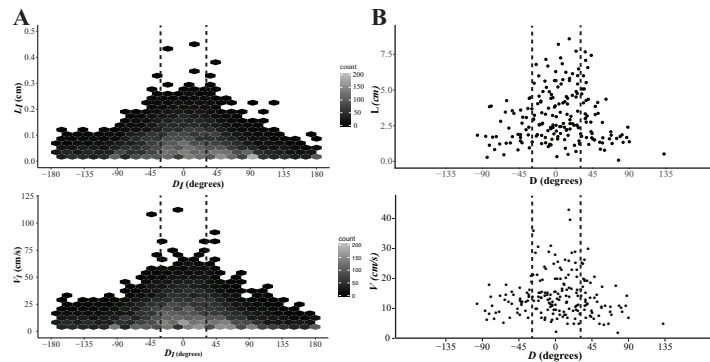 A
B
L_I (cm)
0.5
0.4
0.3
0.2
0.1
0.0
−180 −135 -90 -45 0 45 90 135 180
D_I (degrees)
count
200
150
100
50
0
L(cm)
7.5
5.0
2.5
0.0
−135 −90 −45 0 45 90 135
D (degrees)
V_I (cm/s)
125
100
75
50
25
0
−180 −135 -90 -45 0 45 90 135 180
D_I (degrees)
count
200
150
100
50
0
V (cm/s)
40
30
20
10
0
−135 −90 −45 0 45 90 135
D (degrees)